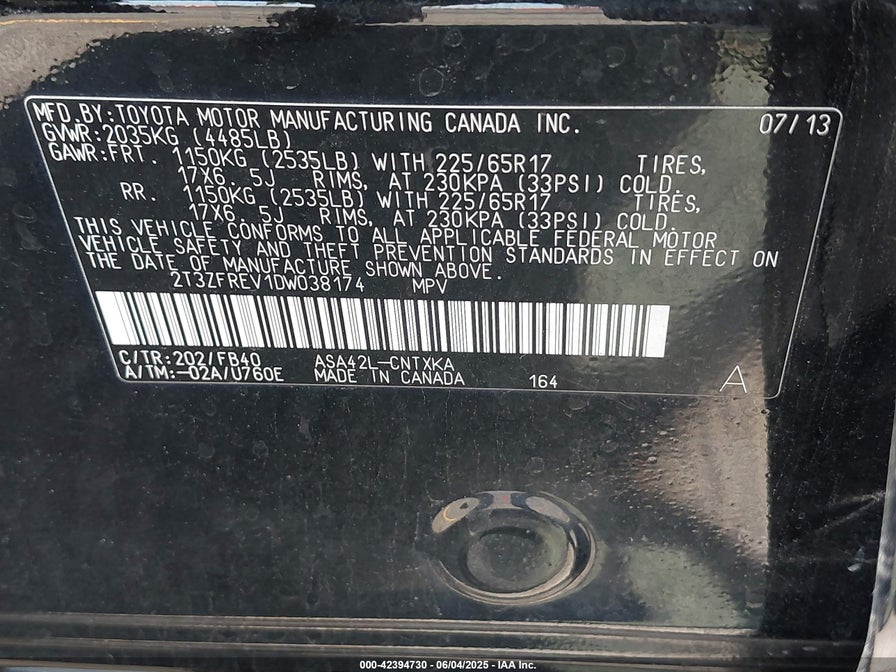 MFD.BY:TOYOTA MOTOR MANUFACTURING CANADA INC. 07/13
GVWR:2035KG (4485LB)
GAWR:FRT. 1150KG (2535LB) WITH 225/65R17 TIRES,
17X6. 5J RIMS, AT 230KPA (33PSI) COLD.
RR. 1150KG (2535LB) WITH 225/65R17 TIRES,
17X6. 5J RIMS, AT 230KPA (33PSI) COLD.
THIS VEHICLE CONFORMS TO ALL APPLICABLE FEDERAL MOTOR
VEHICLE SAFETY AND THEFT PREVENTION STANDARDS IN EFFECT ON
THE DATE OF MANUFACTURE SHOWN ABOVE.
2T3ZFREV1DW038174 MPV
C/TR:202/FB40 ASA42L-CNTXKA
A/TM:-02A/U760E MADE IN CANADA 164 A
000-42394730 - 06/04/2025 - IAA Inc.